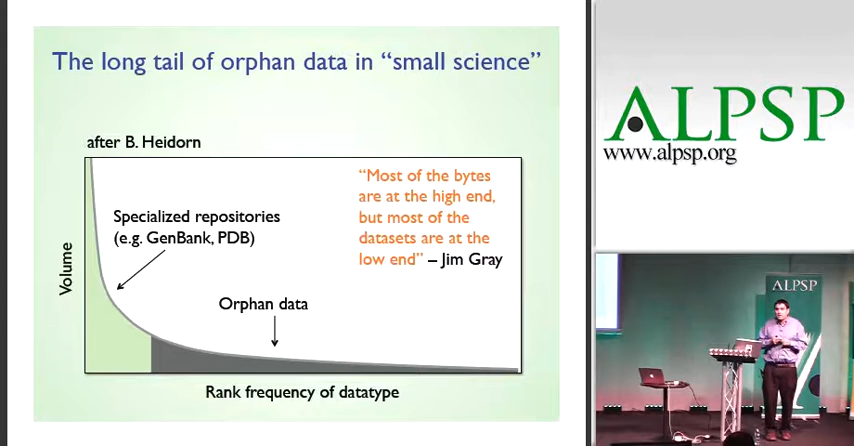 The long tail of orphan data in “small science”
after B. Heidorn
“Most of the bytes
are at the high end,
but most of the
datasets are at the
low end” – Jim Gray
Specialized repositories
(e.g. GenBank, PDB)
Orphan data
Volume
Rank frequency of datatype
ALPSP
www.alpsp.org
ALPSP